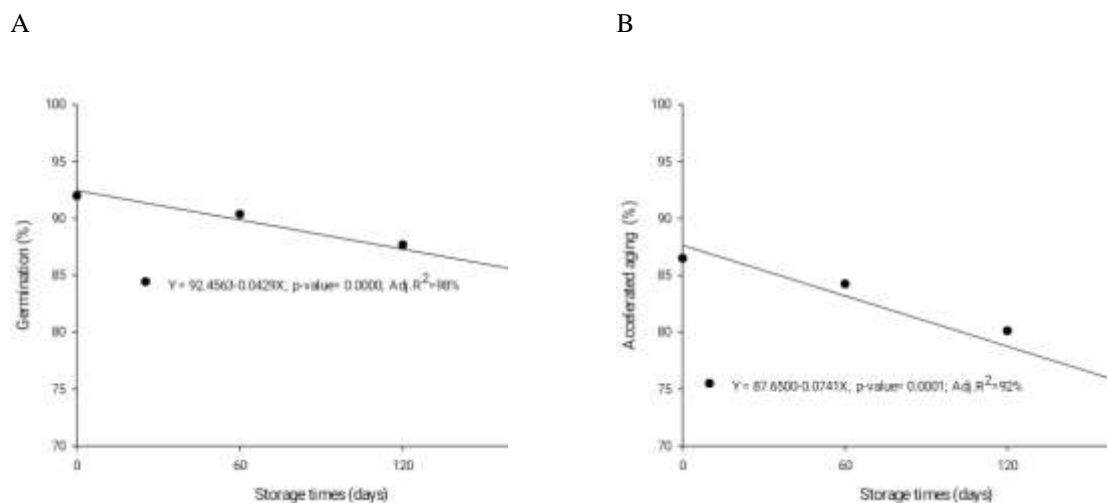 A
B
100
95
90
85
80
75
70
Germination (%)
Y = 92.4563-0.0429X, p-value= 0.0000; Adj.R2=98%
0
60
120
Storage times (days)
100
95
90
85
80
75
70
Accelerated aging (%)
Y = 87.6500-0.0741X, p-value= 0.0001; Adj.R2=92%
0
60
120
Storage times (days)